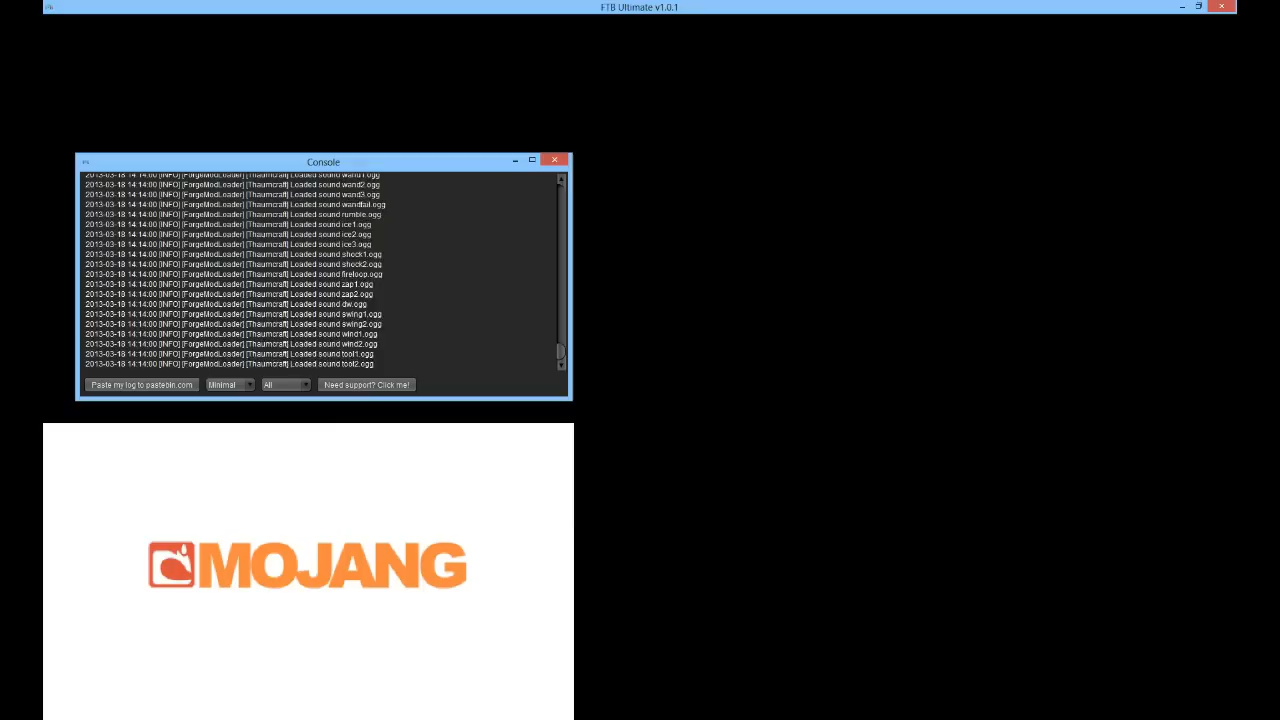 FTB Ultimate v1.0.1
Console
2013-03-18 14:14:00 [INFO] [ForgeModLoader] [Thaumcraft] Loaded sound wand1.ogg
2013-03-18 14:14:00 [INFO] [ForgeModLoader] [Thaumcraft] Loaded sound wand2.ogg
2013-03-18 14:14:00 [INFO] [ForgeModLoader] [Thaumcraft] Loaded sound wand3.ogg
2013-03-18 14:14:00 [INFO] [ForgeModLoader] [Thaumcraft] Loaded sound wandfail.ogg
2013-03-18 14:14:00 [INFO] [ForgeModLoader] [Thaumcraft] Loaded sound rumble.ogg
2013-03-18 14:14:00 [INFO] [ForgeModLoader] [Thaumcraft] Loaded sound ice1.ogg
2013-03-18 14:14:00 [INFO] [ForgeModLoader] [Thaumcraft] Loaded sound ice2.ogg
2013-03-18 14:14:00 [INFO] [ForgeModLoader] [Thaumcraft] Loaded sound ice3.ogg
2013-03-18 14:14:00 [INFO] [ForgeModLoader] [Thaumcraft] Loaded sound shock1.ogg
2013-03-18 14:14:00 [INFO] [ForgeModLoader] [Thaumcraft] Loaded sound shock2.ogg
2013-03-18 14:14:00 [INFO] [ForgeModLoader] [Thaumcraft] Loaded sound fireloop.ogg
2013-03-18 14:14:00 [INFO] [ForgeModLoader] [Thaumcraft] Loaded sound zap1.ogg
2013-03-18 14:14:00 [INFO] [ForgeModLoader] [Thaumcraft] Loaded sound zap2.ogg
2013-03-18 14:14:00 [INFO] [ForgeModLoader] [Thaumcraft] Loaded sound dw.ogg
2013-03-18 14:14:00 [INFO] [ForgeModLoader] [Thaumcraft] Loaded sound swing1.ogg
2013-03-18 14:14:00 [INFO] [ForgeModLoader] [Thaumcraft] Loaded sound swing2.ogg
2013-03-18 14:14:00 [INFO] [ForgeModLoader] [Thaumcraft] Loaded sound wind1.ogg
2013-03-18 14:14:00 [INFO] [ForgeModLoader] [Thaumcraft] Loaded sound wind2.ogg
2013-03-18 14:14:00 [INFO] [ForgeModLoader] [Thaumcraft] Loaded sound tool1.ogg
2013-03-18 14:14:00 [INFO] [ForgeModLoader] [Thaumcraft] Loaded sound tool2.ogg
Paste my log to pastebin.com Minimal All Need support? Click me!
MOJANG